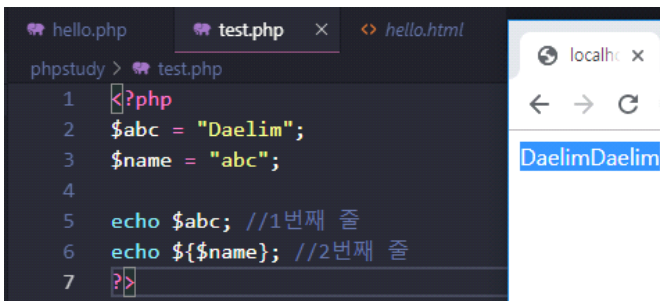 hello.php test.php × <> hello.html
phpstudy > test.php
1 <?php
2 $abc = "Daelim";
3 $name = "abc";
4
5 echo $abc; //1번째 줄
6 echo ${$name}; //2번째 줄
7 ?>
localh ×
DaelimDaelim